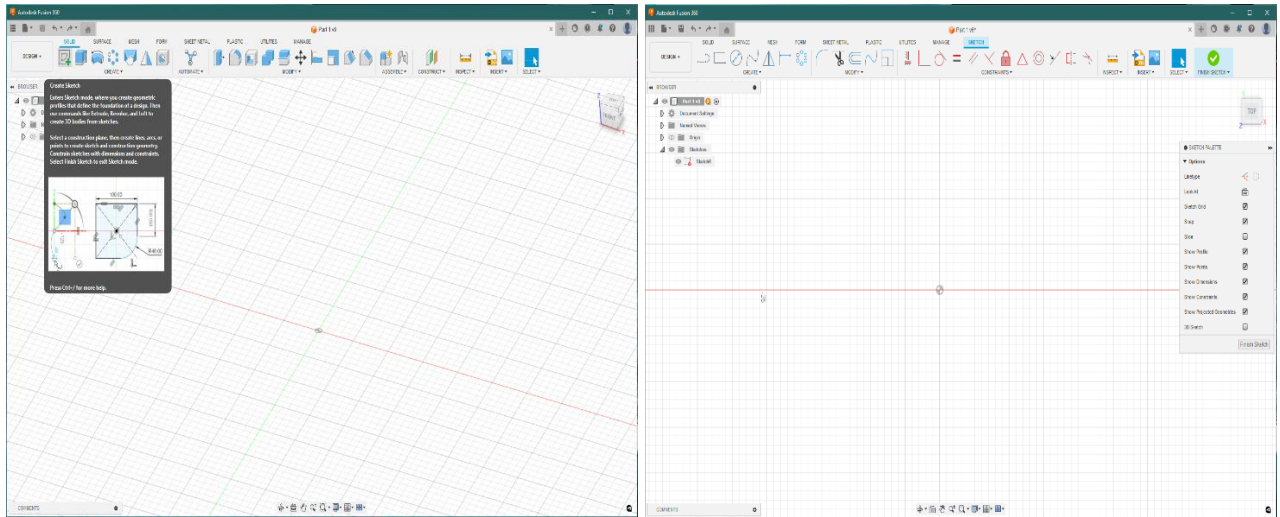 Autodesk Fusion 360
Part 1 v8
SOLID SURFACE MESH FORM SHEET METAL PLASTIC UTILITIES MANAGE
DESIGN
CREATE AUTOMATE MODIFY ASSEMBLE CONSTRUCT INSPECT INSERT SELECT
BROWSER
Create Sketch
Enters Sketch mode, where you create geometric
profiles that define the foundation of a design. Then
use commands like Extrude, Revolve, and Loft to
create 3D bodies from sketches.
Select a construction plane, then create lines, arcs, or
points to create sketch and construction geometry.
Constrain sketches with dimensions and constraints.
Select Finish Sketch to exit Sketch mode.
Press Ctrl+/ for more help.
FRONT
COMMENTS
Autodesk Fusion 360
Part 1 v8*
SOLID SURFACE MESH FORM SHEET METAL PLASTIC UTILITIES MANAGE SKETCH
DESIGN
CREATE MODIFY CONSTRAINTS INSPECT INSERT SELECT FINISH SKETCH
BROWSER
Part 1 v8
Document Settings
Named Views
Origin
Sketches
TOP
X
Z
SKETCH PALETTE
Options
Linetype
Look At
Sketch Grid
Snap
Slice
Show Profile
Show Points
Show Dimensions
Show Constraints
Show Projected Geometries
3D Sketch
Finish Sketch
COMMENTS